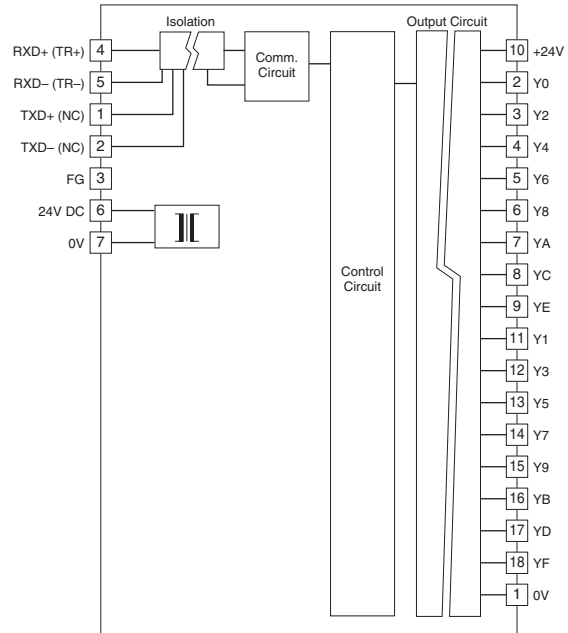 Isolation
Output Circuit
RXD+ (TR+) 4
RXD– (TR–) 5
TXD+ (NC) 1
TXD– (NC) 2
FG 3
24V DC 6
0V 7
Comm.
Circuit
Control
Circuit
10 +24V
2 Y0
3 Y2
4 Y4
5 Y6
6 Y8
7 YA
8 YC
9 YE
11 Y1
12 Y3
13 Y5
14 Y7
15 Y9
16 YB
17 YD
18 YF
1 0V